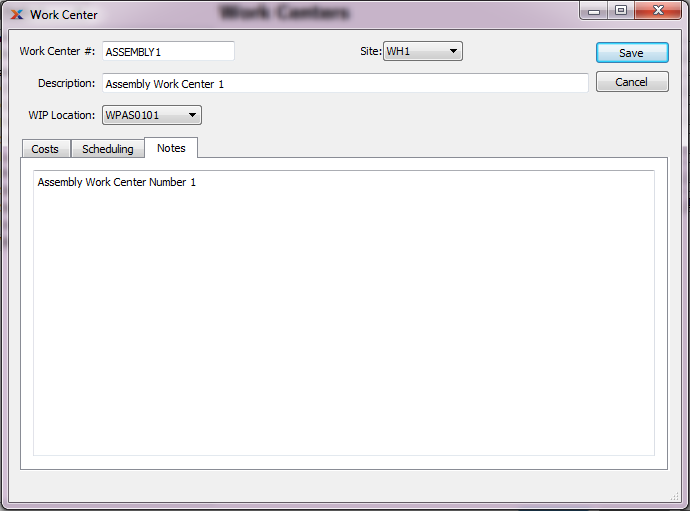 Work Centers
Work Center
Work Center #: ASSEMBLY1 Site: WH1 Save
Description: Assembly Work Center 1 Cancel
WIP Location: WPAS0101
Costs Scheduling Notes
Assembly Work Center Number 1